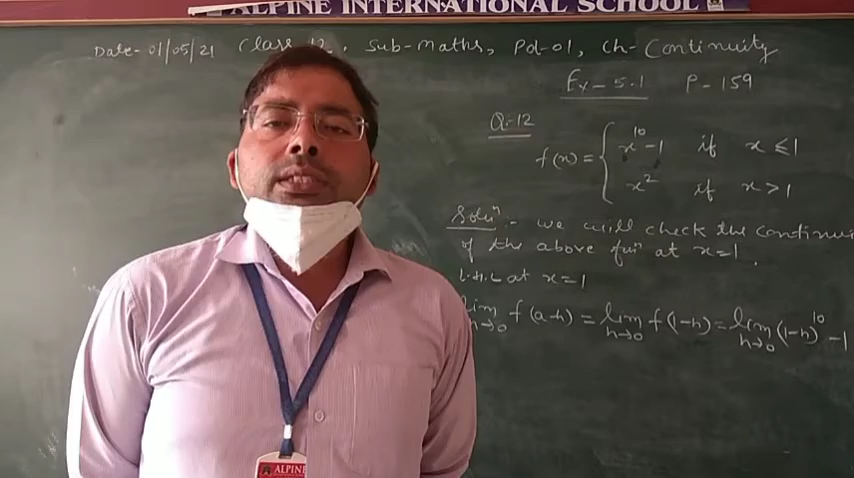 ALPINE INTERNATIONAL SCHOOL
Date- 01/05/21 Class 12, Sub-maths, Pd-01, Ch- Continuity
Ex-5.1 P-159
Q.-12
f(x) = { x^10 - 1 if x ≤ 1
x^2 if x > 1
Solu^n :- we will check the continui
of the above fun^n at x=1.
L.H.L at x=1
lim h→0 f(a-h) = lim h→0 f(1-h) = lim h→0 (1-h)^10 - 1
ALPINE